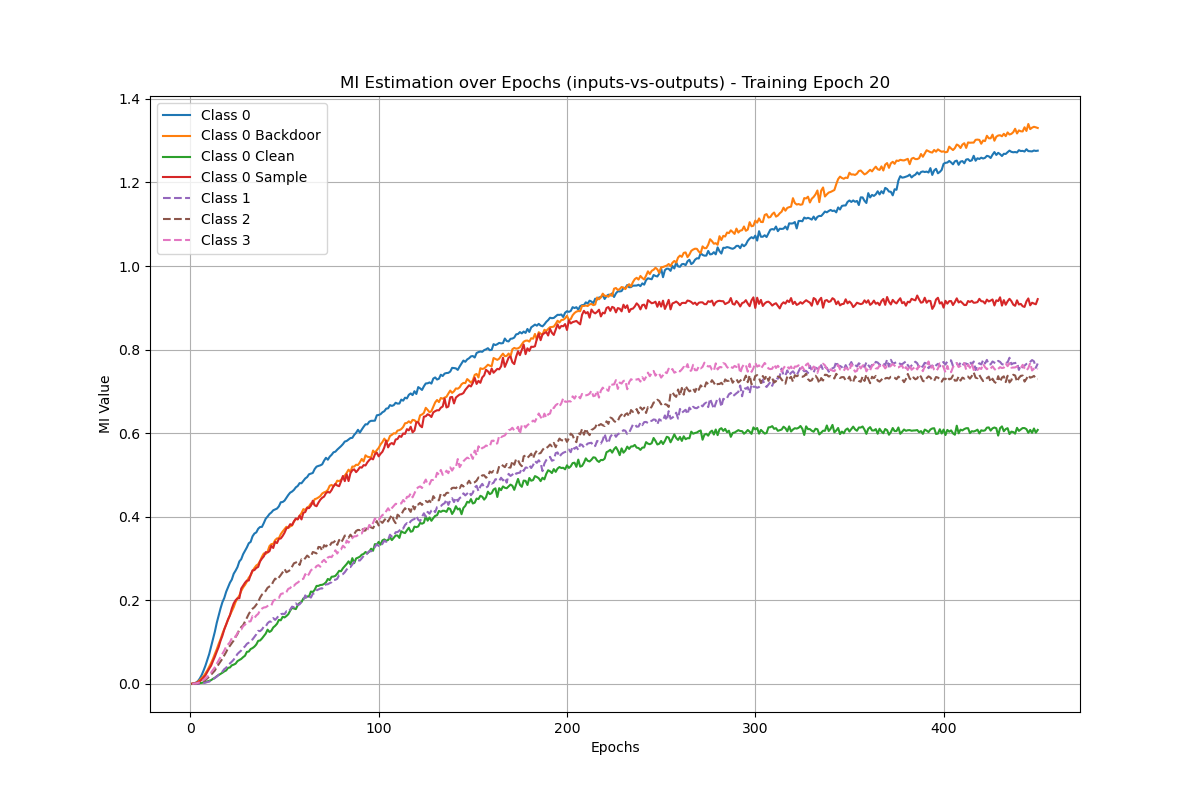 MI Estimation over Epochs (inputs-vs-outputs) - Training Epoch 20
1.4
1.2
1.0
0.8
0.6
0.4
0.2
0.0
MI Value
Class 0
Class 0 Backdoor
Class 0 Clean
Class 0 Sample
Class 1
Class 2
Class 3
0 100 200 300 400
Epochs